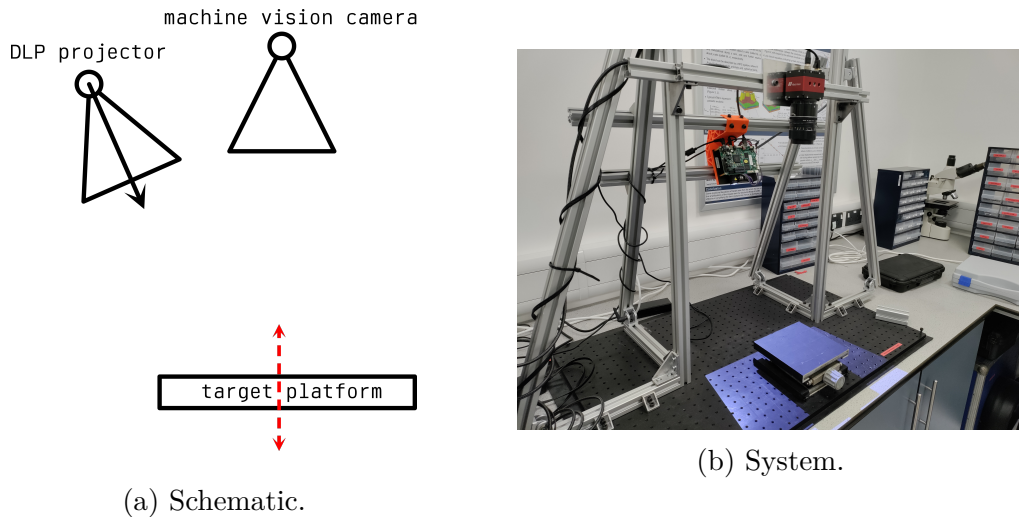 machine vision camera
DLP projector
target platform
(a) Schematic.
(b) System.